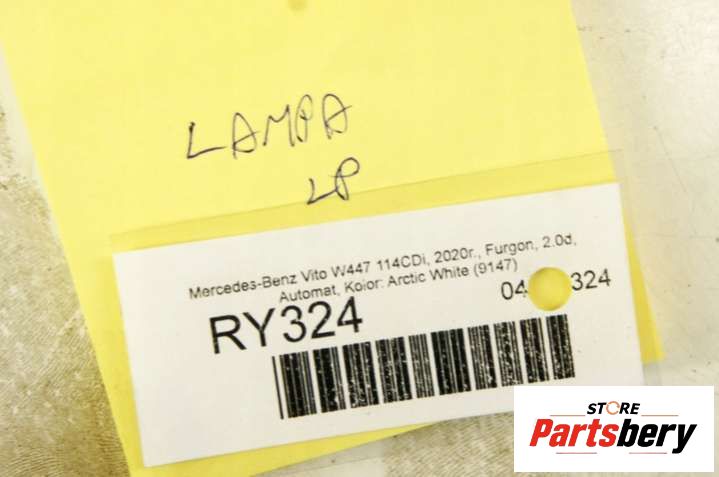 LAMPA
LP
Mercedes-Benz Vito W447 114CDi, 2020r., Furgon, 2.0d,
Automat, Kolor: Arctic White (9147)
RY324
04 324
STORE
Partsbery